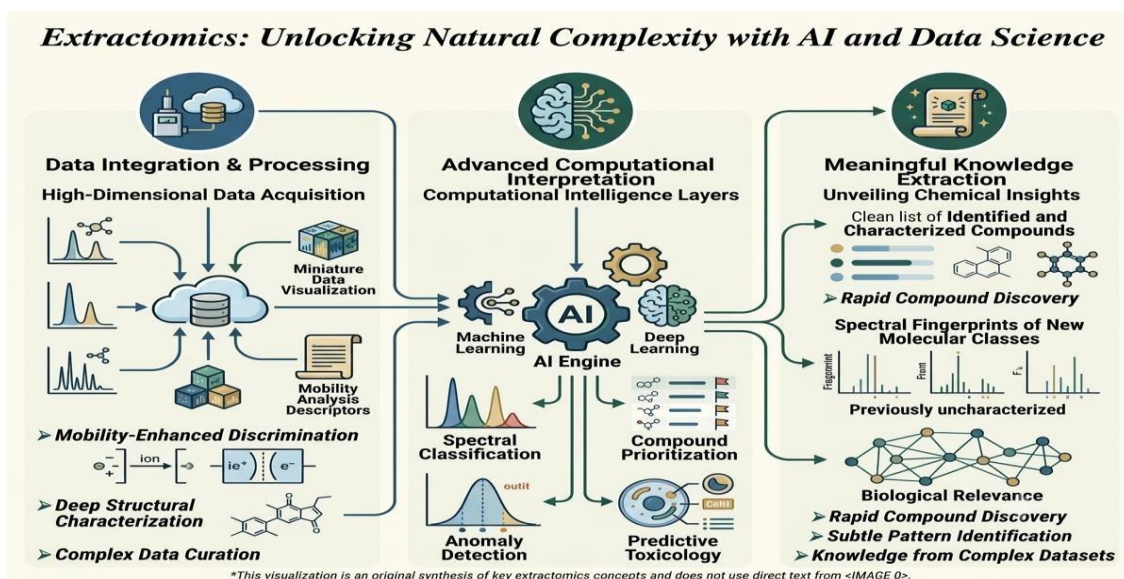 Extractomics: Unlocking Natural Complexity with AI and Data Science
Data Integration & Processing
High-Dimensional Data Acquisition
Miniature
Data
Visualization
Mobility
Analysis
Descriptors
➢ Mobility-Enhanced Discrimination
ion
ie⁺
e⁻
➢ Deep Structural
Characterization
➢ Complex Data Curation
Advanced Computational
Interpretation
Computational Intelligence Layers
Machine
Learning
AI
AI Engine
Deep
Learning
Spectral
Classification
Compound
Prioritization
outit
Anomaly
Detection
Predictive
Toxicology
Meaningful Knowledge
Extraction
Unveiling Chemical Insights
Clean list of Identified and
Characterized Compounds
➢ Rapid Compound Discovery
Spectral Fingerprints of New
Molecular Classes
Previously uncharacterized
Biological Relevance
➢ Rapid Compound Discovery
➢ Subtle Pattern Identification
➢ Knowledge from Complex Datasets
*This visualization is an original synthesis of key extractomics concepts and does not use direct text from <IMAGE 0>.